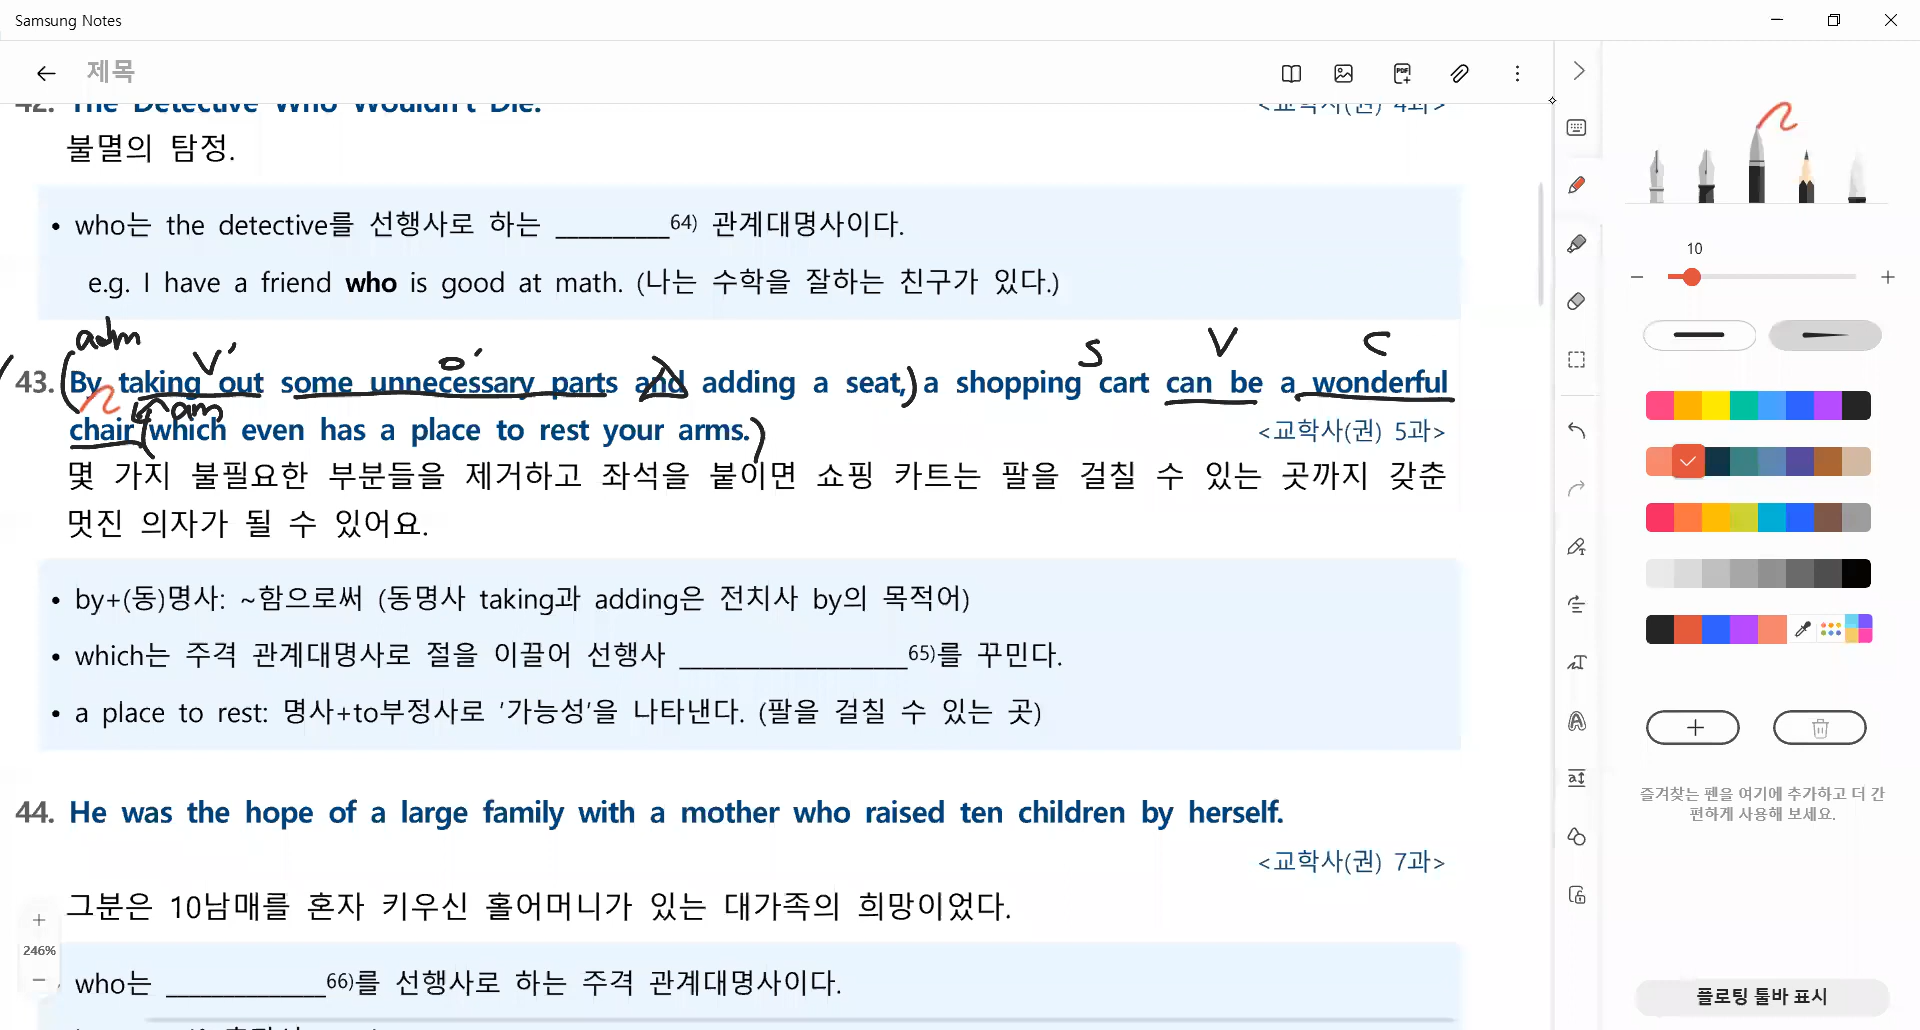 Samsung Notes
제목
42. The Detective Who Wouldn't Die.
<교학사(권) 4과>
불멸의 탐정.
• who는 the detective를 선행사로 하는 __________64) 관계대명사이다.
e.g. I have a friend who is good at math. (나는 수학을 잘하는 친구가 있다.)
adm V' o' S V C
43. By taking out some unnecessary parts and adding a seat, a shopping cart can be a wonderful
am
chair which even has a place to rest your arms.
<교학사(권) 5과>
몇 가지 불필요한 부분들을 제거하고 좌석을 붙이면 쇼핑 카트는 팔을 걸칠 수 있는 곳까지 갖춘
멋진 의자가 될 수 있어요.
• by+(동)명사: ~함으로써 (동명사 taking과 adding은 전치사 by의 목적어)
• which는 주격 관계대명사로 절을 이끌어 선행사 ____________________65)를 꾸민다.
• a place to rest: 명사+to부정사로 '가능성'을 나타낸다. (팔을 걸칠 수 있는 곳)
44. He was the hope of a large family with a mother who raised ten children by herself.
<교학사(권) 7과>
그분은 10남매를 혼자 키우신 홀어머니가 있는 대가족의 희망이었다.
who는 ______________66)를 선행사로 하는 주격 관계대명사이다.
246%
10
즐겨찾는 펜을 여기에 추가하고 더 간
편하게 사용해 보세요.
플로팅 툴바 표시